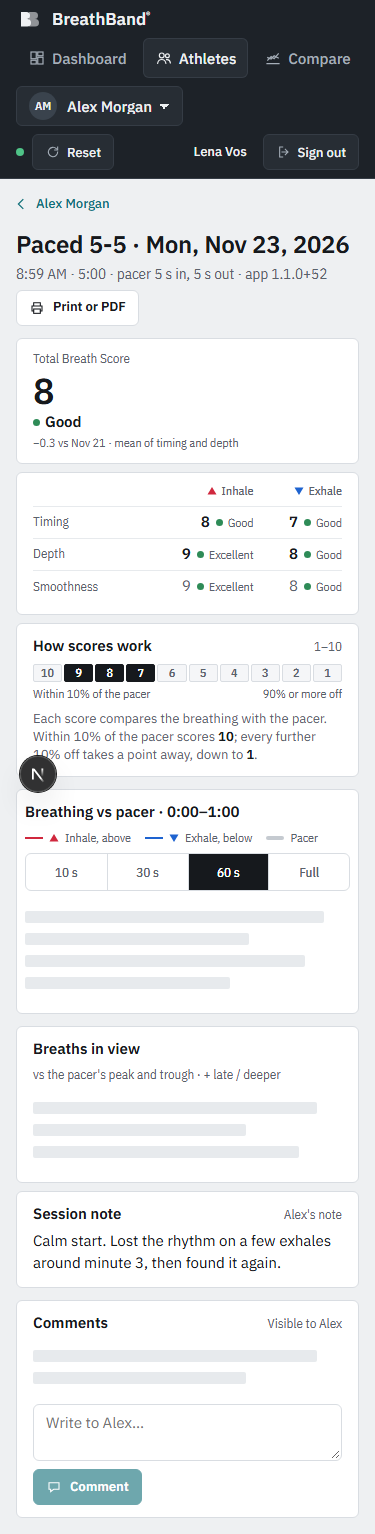 BreathBand®
Dashboard Athletes Compare
AM Alex Morgan
Reset Lena Vos Sign out
Alex Morgan
Paced 5-5 · Mon, Nov 23, 2026
8:59 AM · 5:00 · pacer 5 s in, 5 s out · app 1.1.0+52
Print or PDF
Total Breath Score
8
Good
−0.3 vs Nov 21 · mean of timing and depth
▲ Inhale ▼ Exhale
Timing 8 Good 7 Good
Depth 9 Excellent 8 Good
Smoothness 9 Excellent 8 Good
How scores work 1–10
10 9 8 7 6 5 4 3 2 1
Within 10% of the pacer 90% or more off
Each score compares the breathing with the pacer.
Within 10% of the pacer scores 10; every further
10% off takes a point away, down to 1.
N
Breathing vs pacer · 0:00–1:00
▲ Inhale, above ▼ Exhale, below Pacer
10 s 30 s 60 s Full
Breaths in view
vs the pacer's peak and trough · + late / deeper
Session note Alex's note
Calm start. Lost the rhythm on a few exhales
around minute 3, then found it again.
Comments Visible to Alex
Write to Alex...
Comment